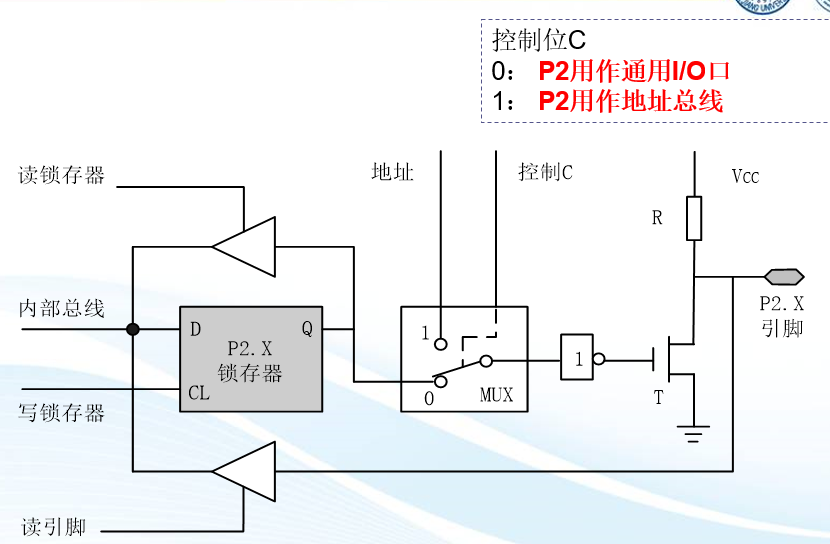 JIANG UNIVER
控制位C
0： P2用作通用I/O口
1： P2用作地址总线
读锁存器
地址
控制C
Vcc
R
内部总线
D
Q
P2.X
锁存器
CL
写锁存器
1
0
MUX
1
T
P2.X
引脚
读引脚